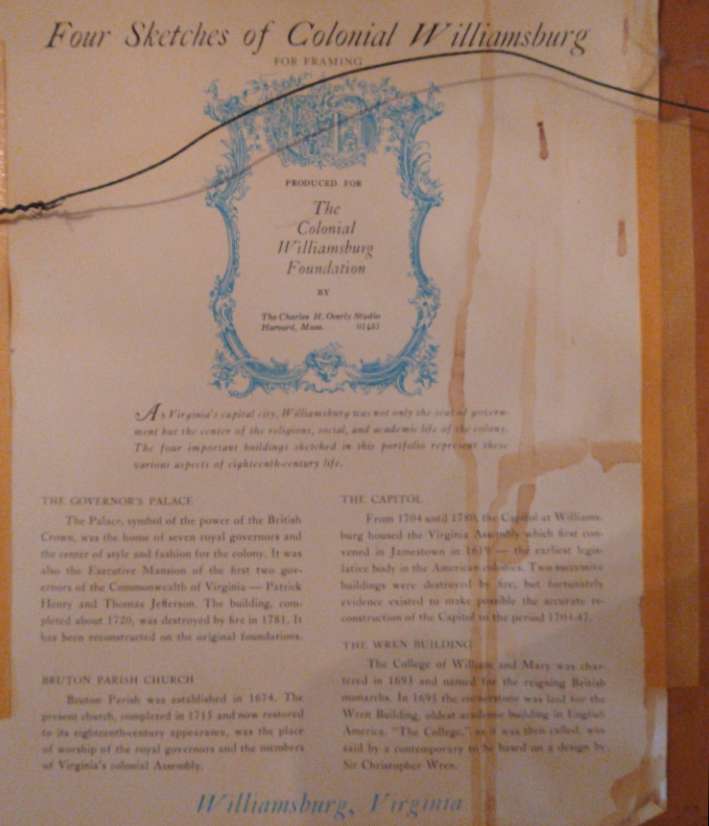 Four Sketches of Colonial Williamsburg
FOR FRAMING
PRODUCED FOR
The
Colonial
Williamsburg
Foundation
BY
The Charles H. Overly Studio
Harvard, Mass. 01451
As Virginia's capital city, Williamsburg was not only the seat of govern-
ment but the center of the religious, social, and academic life of the colony.
The four important buildings sketched in this portfolio represent these
various aspects of eighteenth-century life.
THE GOVERNOR'S PALACE
The Palace, symbol of the power of the British
Crown, was the home of seven royal governors and
the center of style and fashion for the colony. It was
also the Executive Mansion of the first two gov-
ernors of the Commonwealth of Virginia — Patrick
Henry and Thomas Jefferson. The building, com-
pleted about 1720, was destroyed by fire in 1781. It
has been reconstructed on the original foundations.
BRUTON PARISH CHURCH
Bruton Parish was established in 1674. The
present church, completed in 1715 and now restored
to its eighteenth-century appearance, was the place
of worship of the royal governors and the members
of Virginia's colonial Assembly.
THE CAPITOL
From 1704 until 1780, the Capitol at Williams-
burg housed the Virginia Assembly which first con-
vened in Jamestown in 1619 — the earliest legis-
lative body in the American colonies. Two successive
buildings were destroyed by fire, but fortunately
evidence existed to make possible the accurate re-
construction of the Capitol to the period 1704-47.
THE WREN BUILDING
The College of William and Mary was char-
tered in 1693 and named for the reigning British
monarchs. In 1695 the cornerstone was laid for the
Wren Building, oldest academic building in English
America. "The College," as it was then called, was
said by a contemporary to be based on a design by
Sir Christopher Wren.
Williamsburg, Virginia